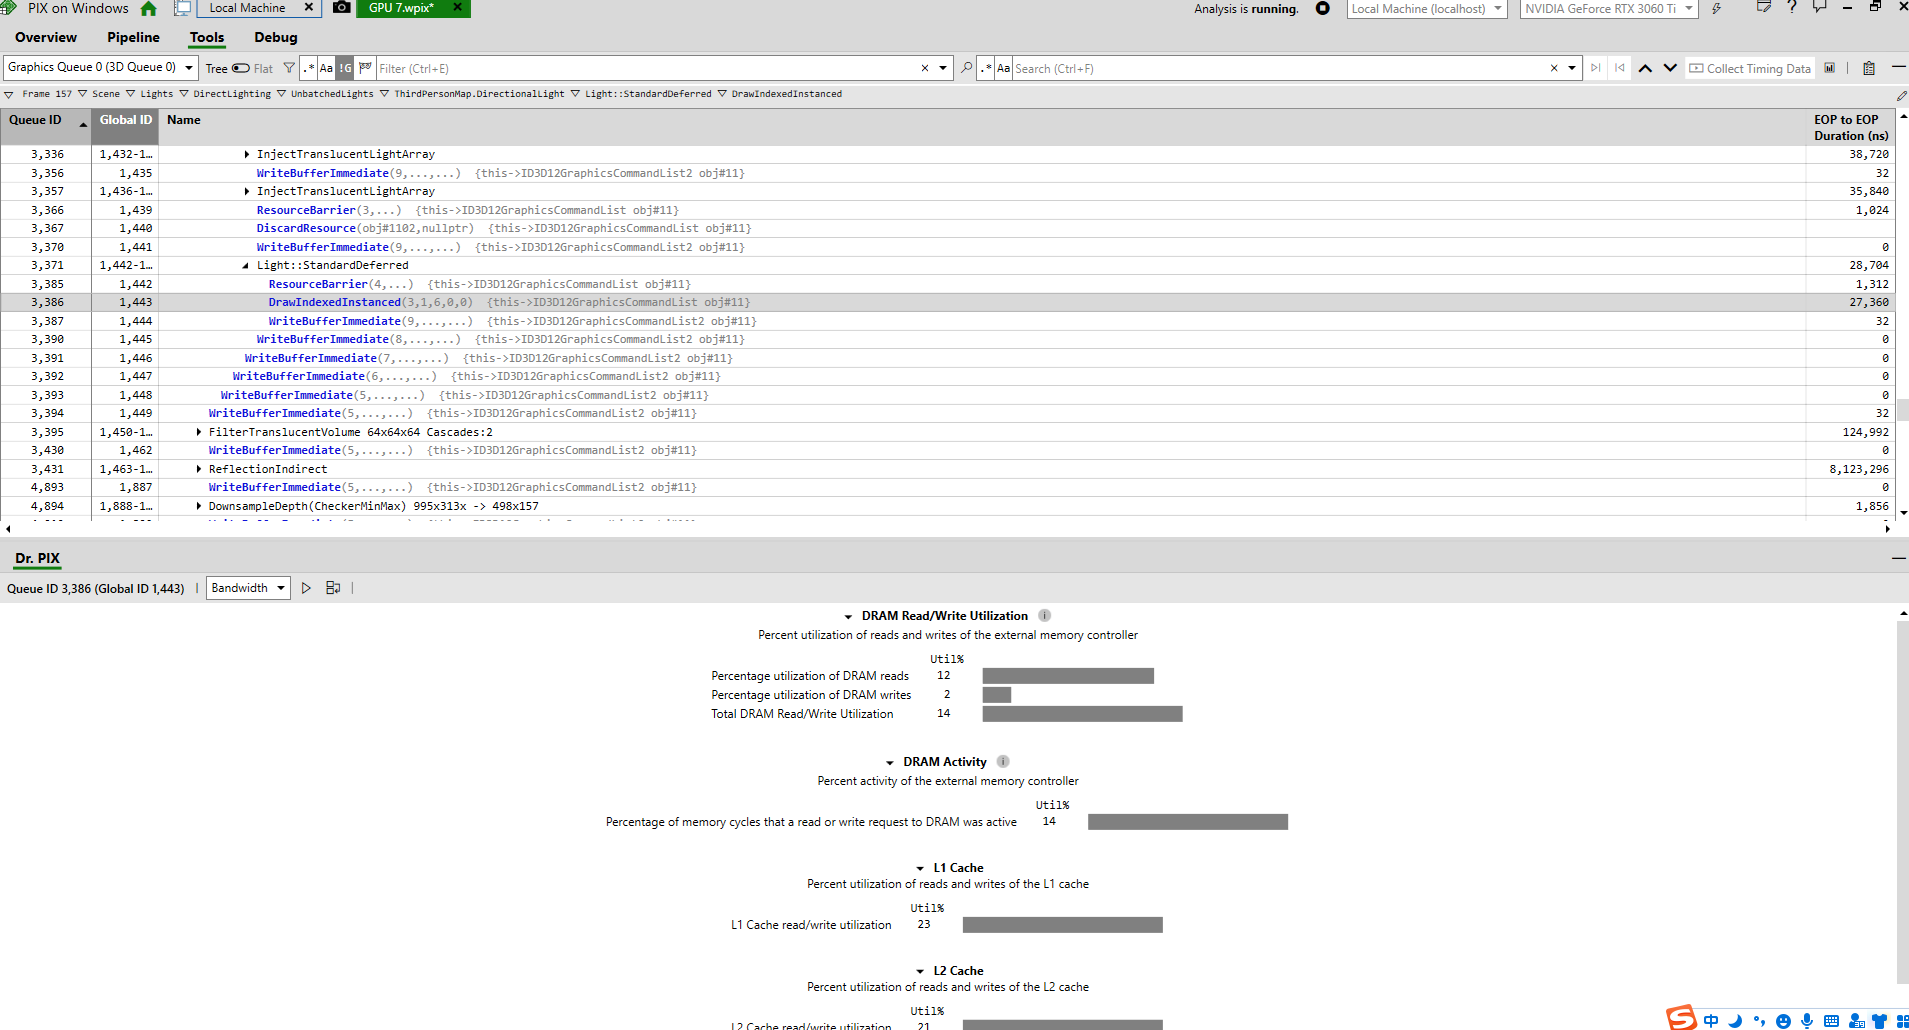 PIX on Windows Local Machine × GPU 7.wpix* × Analysis is running. Local Machine (localhost) NVIDIA GeForce RTX 3060 Ti
Overview Pipeline Tools Debug
Graphics Queue 0 (3D Queue 0) Tree Flat .* Aa !G Filter (Ctrl+E) .* Aa Search (Ctrl+F) Collect Timing Data
Frame 157 Scene Lights DirectLighting UnbatchedLights ThirdPersonMap.DirectionalLight Light::StandardDeferred DrawIndexedInstanced
Queue ID Global ID Name EOP to EOP Duration (ns)
3,336 1,432-1... InjectTranslucentLightArray 38,720
3,356 1,435 WriteBufferImmediate(9,...,...) {this->ID3D12GraphicsCommandList2 obj#11} 32
3,357 1,436-1... InjectTranslucentLightArray 35,840
3,366 1,439 ResourceBarrier(3,...) {this->ID3D12GraphicsCommandList obj#11} 1,024
3,367 1,440 DiscardResource(obj#1102,nullptr) {this->ID3D12GraphicsCommandList obj#11}
3,370 1,441 WriteBufferImmediate(9,...,...) {this->ID3D12GraphicsCommandList2 obj#11} 0
3,371 1,442-1... Light::StandardDeferred 28,704
3,385 1,442 ResourceBarrier(4,...) {this->ID3D12GraphicsCommandList obj#11} 1,312
3,386 1,443 DrawIndexedInstanced(3,1,6,0,0) {this->ID3D12GraphicsCommandList obj#11} 27,360
3,387 1,444 WriteBufferImmediate(9,...,...) {this->ID3D12GraphicsCommandList2 obj#11} 32
3,390 1,445 WriteBufferImmediate(8,...,...) {this->ID3D12GraphicsCommandList2 obj#11} 0
3,391 1,446 WriteBufferImmediate(7,...,...) {this->ID3D12GraphicsCommandList2 obj#11} 0
3,392 1,447 WriteBufferImmediate(6,...,...) {this->ID3D12GraphicsCommandList2 obj#11} 0
3,393 1,448 WriteBufferImmediate(5,...,...) {this->ID3D12GraphicsCommandList2 obj#11} 0
3,394 1,449 WriteBufferImmediate(5,...,...) {this->ID3D12GraphicsCommandList2 obj#11} 32
3,395 1,450-1... FilterTranslucentVolume 64x64x64 Cascades:2 124,992
3,430 1,462 WriteBufferImmediate(5,...,...) {this->ID3D12GraphicsCommandList2 obj#11} 0
3,431 1,463-1... ReflectionIndirect 8,123,296
4,893 1,887 WriteBufferImmediate(5,...,...) {this->ID3D12GraphicsCommandList2 obj#11} 0
4,894 1,888-1... DownsampleDepth(CheckerMinMax) 995x313x -> 498x157 1,856
Dr. PIX
Queue ID 3,386 (Global ID 1,443) Bandwidth
DRAM Read/Write Utilization
Percent utilization of reads and writes of the external memory controller
Util%
Percentage utilization of DRAM reads 12
Percentage utilization of DRAM writes 2
Total DRAM Read/Write Utilization 14
DRAM Activity
Percent activity of the external memory controller
Util%
Percentage of memory cycles that a read or write request to DRAM was active 14
L1 Cache
Percent utilization of reads and writes of the L1 cache
Util%
L1 Cache read/write utilization 23
L2 Cache
Percent utilization of reads and writes of the L2 cache
Util%
L2 Cache read/write utilization 21
中